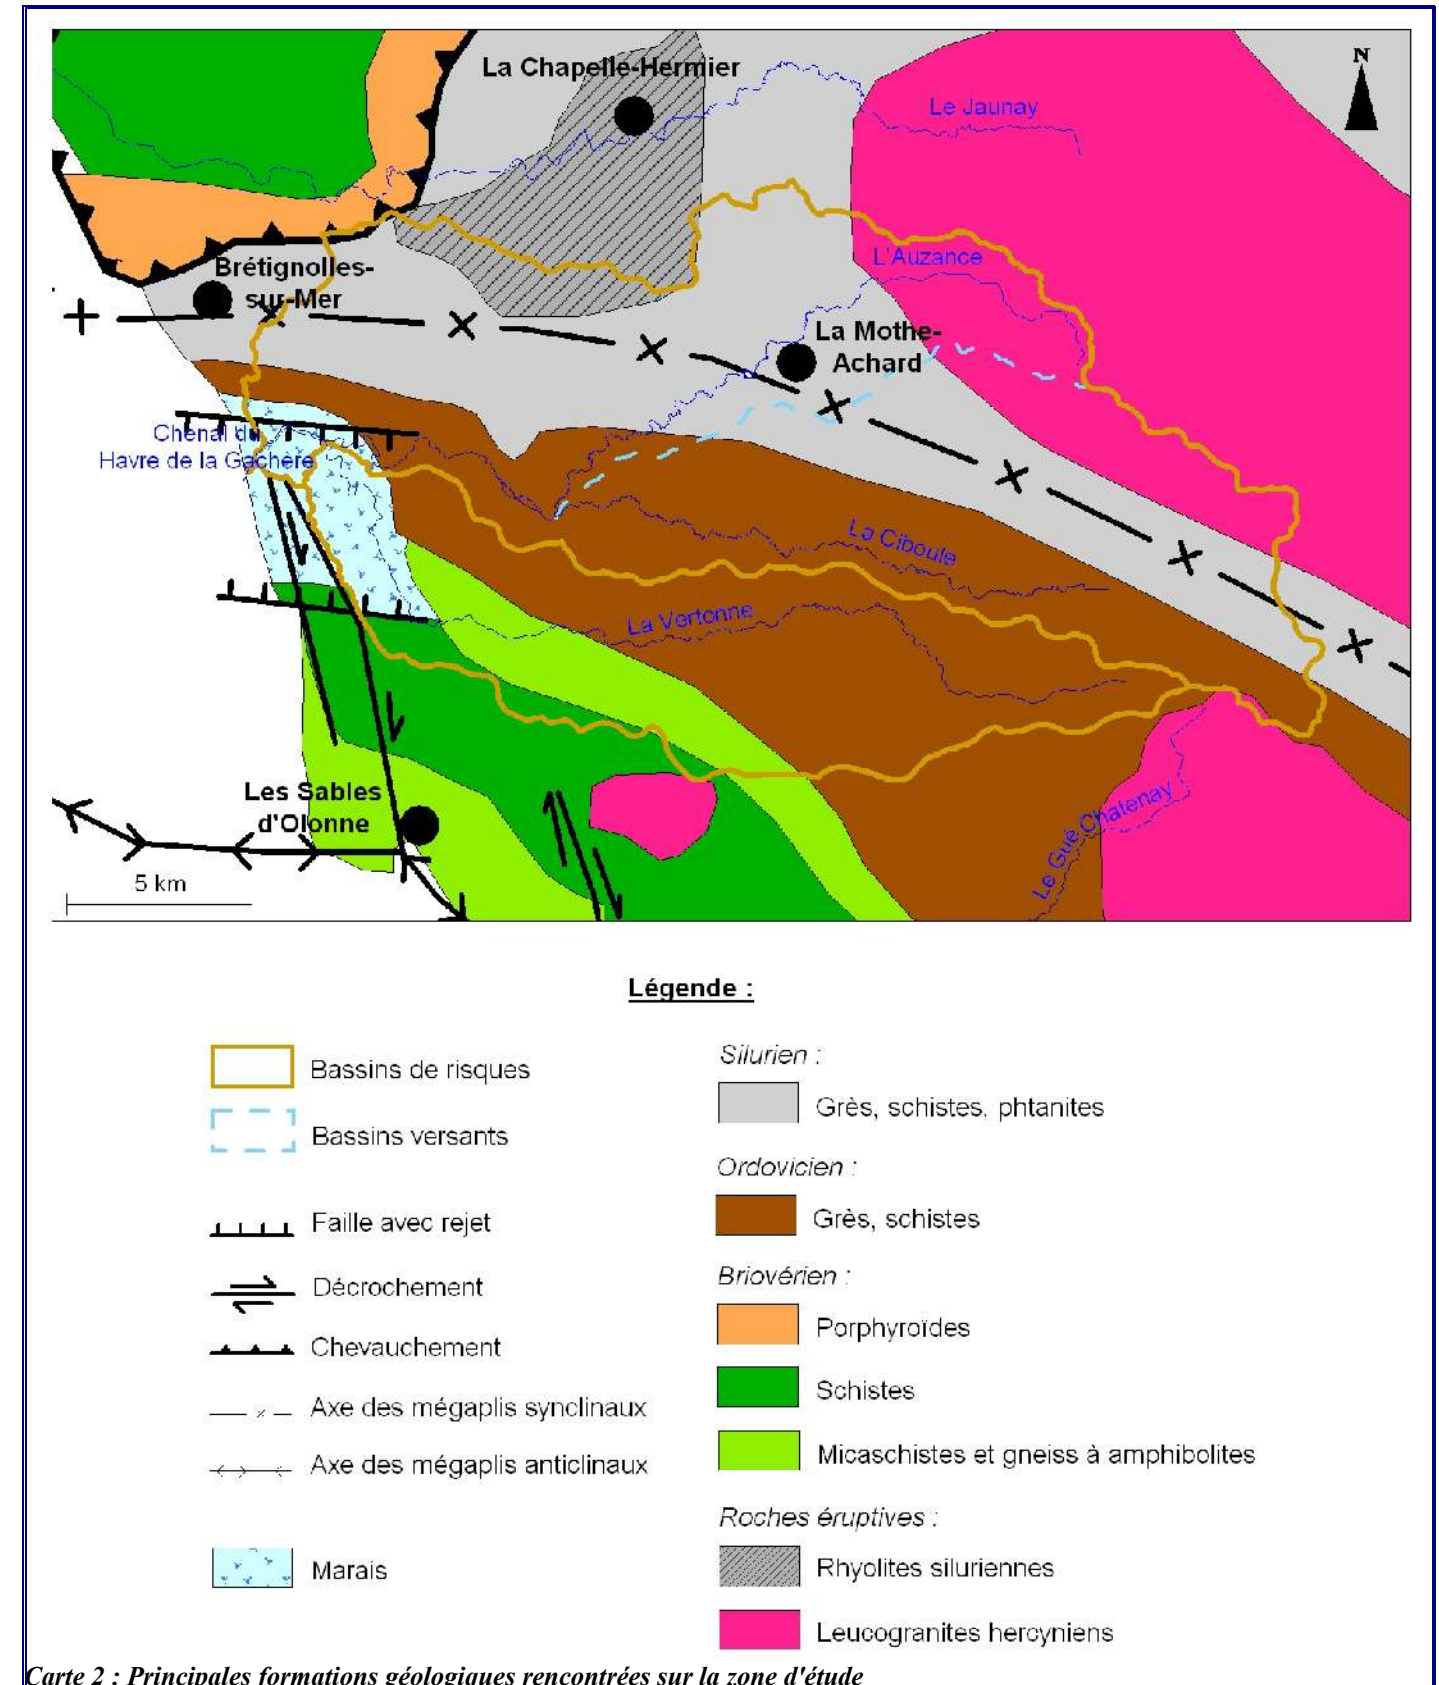 La Chapelle-Hermier
N
Le Jaunay
L'Auzance
Brétignolles-
sur-Mer
La Mothe-
Achard
Chenal du
Havre de la Gachère
La Ciboule
La Vertonne
Les Sables
d'Olonne
Le Gué Chatenay
5 km
Légende :
Bassins de risques
Bassins versants
Faille avec rejet
Décrochement
Chevauchement
Axe des mégaplis synclinaux
Axe des mégaplis anticlinaux
Marais
Silurien :
Grès, schistes, phtanites
Ordovicien :
Grès, schistes
Briovérien :
Porphyroïdes
Schistes
Micaschistes et gneiss à amphibolites
Roches éruptives :
Rhyolites siluriennes
Leucogranites hercyniens
Carte 2 : Principales formations géologiques rencontrées sur la zone d'étude